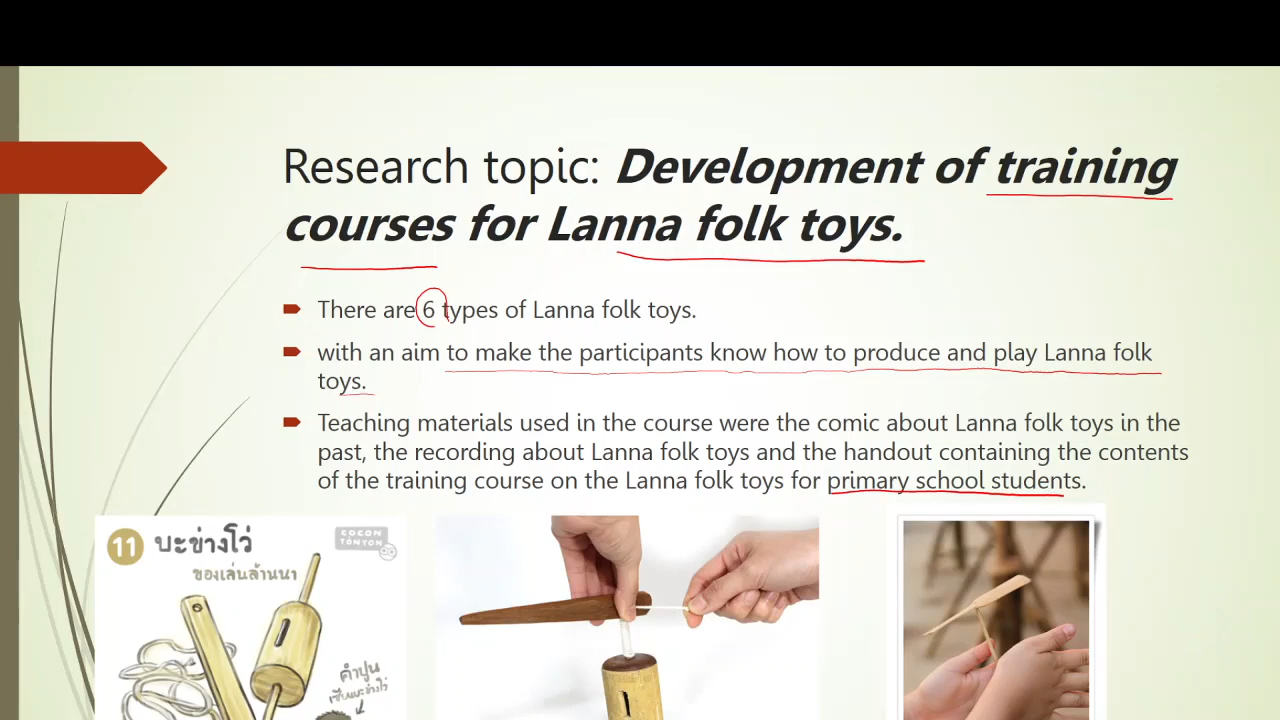 Research topic: Development of training
courses for Lanna folk toys.
There are 6 types of Lanna folk toys.
with an aim to make the participants know how to produce and play Lanna folk
toys.
Teaching materials used in the course were the comic about Lanna folk toys in the
past, the recording about Lanna folk toys and the handout containing the contents
of the training course on the Lanna folk toys for primary school students.
11 บะข่างโว่
ของเล่นล้านนา
COCON
TONYON
คำปูน